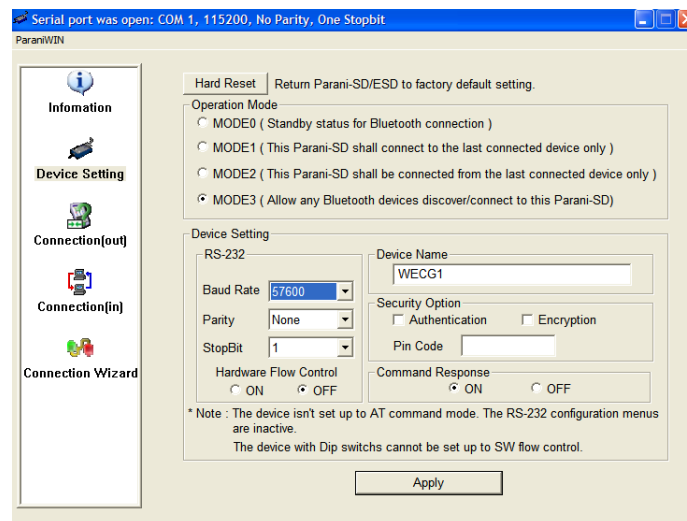 Serial port was open: COM 1, 115200, No Parity, One Stopbit
ParaniWIN
Infomation
Device Setting
Connection(out)
Connection(in)
Connection Wizard
Hard Reset Return Parani-SD/ESD to factory default setting.
Operation Mode
MODE0 ( Standby status for Bluetooth connection )
MODE1 ( This Parani-SD shall connect to the last connected device only )
MODE2 ( This Parani-SD shall be connected from the last connected device only )
MODE3 ( Allow any Bluetooth devices discover/connect to this Parani-SD)
Device Setting
RS-232
Baud Rate 57600
Parity None
StopBit 1
Hardware Flow Control
ON OFF
Device Name
WECG1
Security Option
Authentication Encryption
Pin Code
Command Response
ON OFF
* Note : The device isn't set up to AT command mode. The RS-232 configuration menus
are inactive.
The device with Dip switchs cannot be set up to SW flow control.
Apply